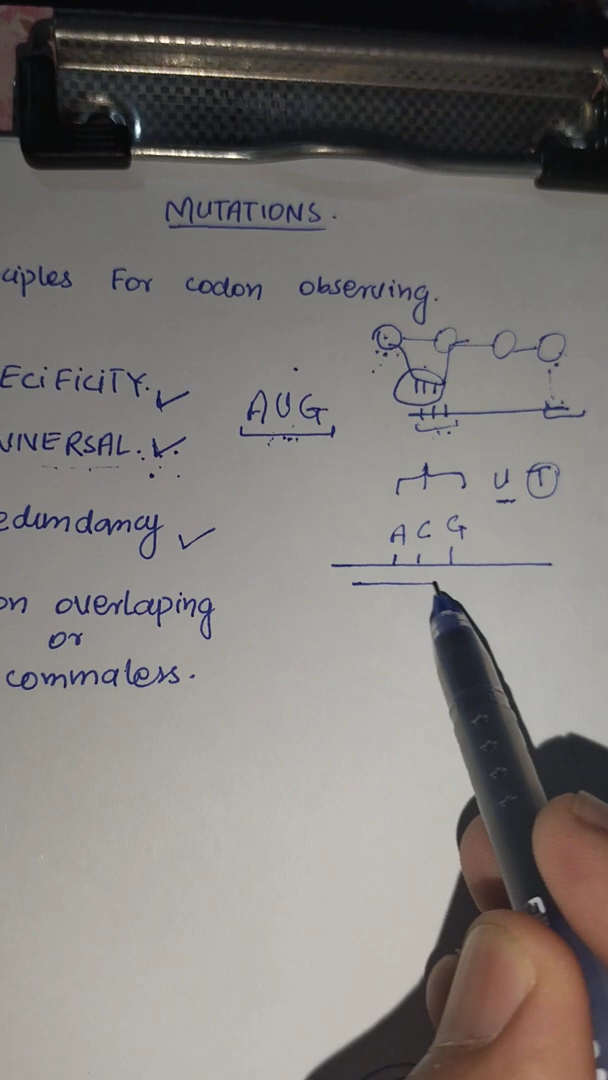 MUTATIONS.
ciples For codon observing.
ECiFiCiTY.
AUG
NIVERSAL.
U T
A C G
edundancy
on overlaping
or
commaless.